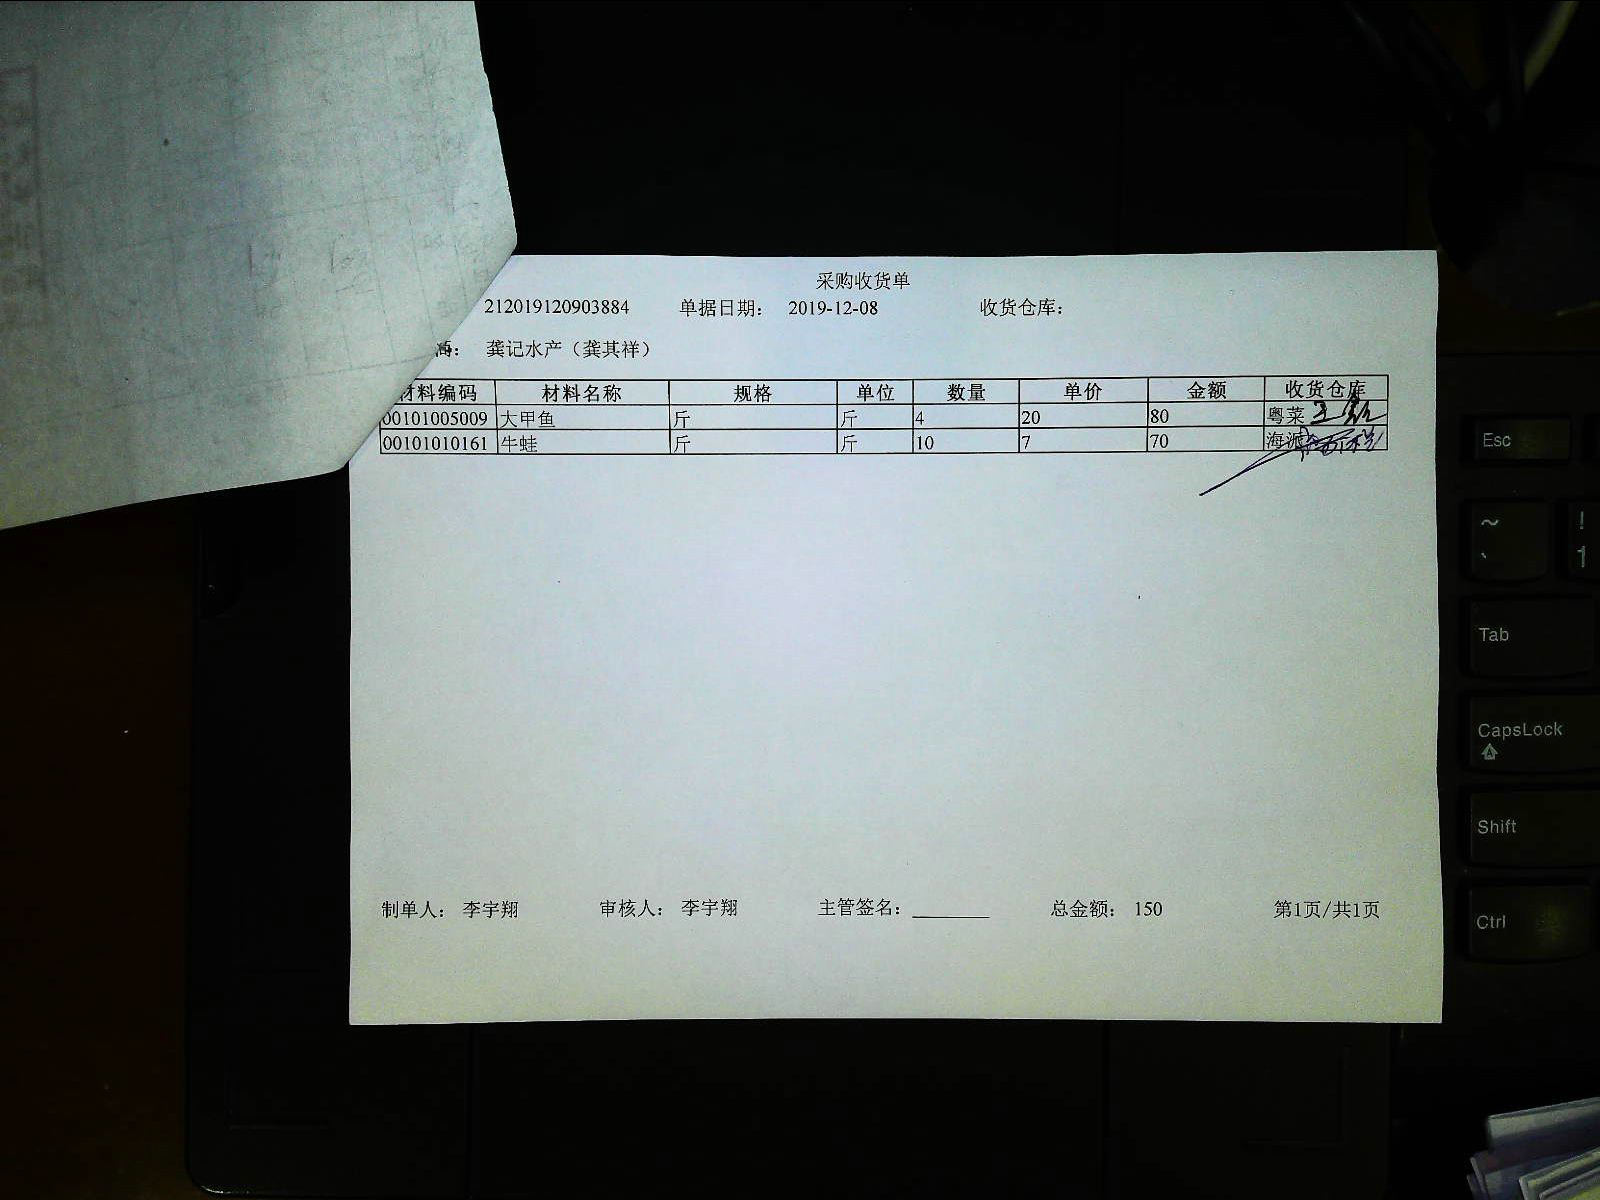 采购收货单
212019120903884 单据日期： 2019-12-08 收货仓库：
商： 龚记水产（龚其祥）
材料编码 材料名称 规格 单位 数量 单价 金额 收货仓库
00101005009 大甲鱼 斤 斤 4 20 80 粤菜
00101010161 牛蛙 斤 斤 10 7 70 海派
制单人： 李宇翔 审核人： 李宇翔 主管签名： 总金额： 150 第1页/共1页
Esc
~ !
` 1
Tab
CapsLock
Shift
Ctrl